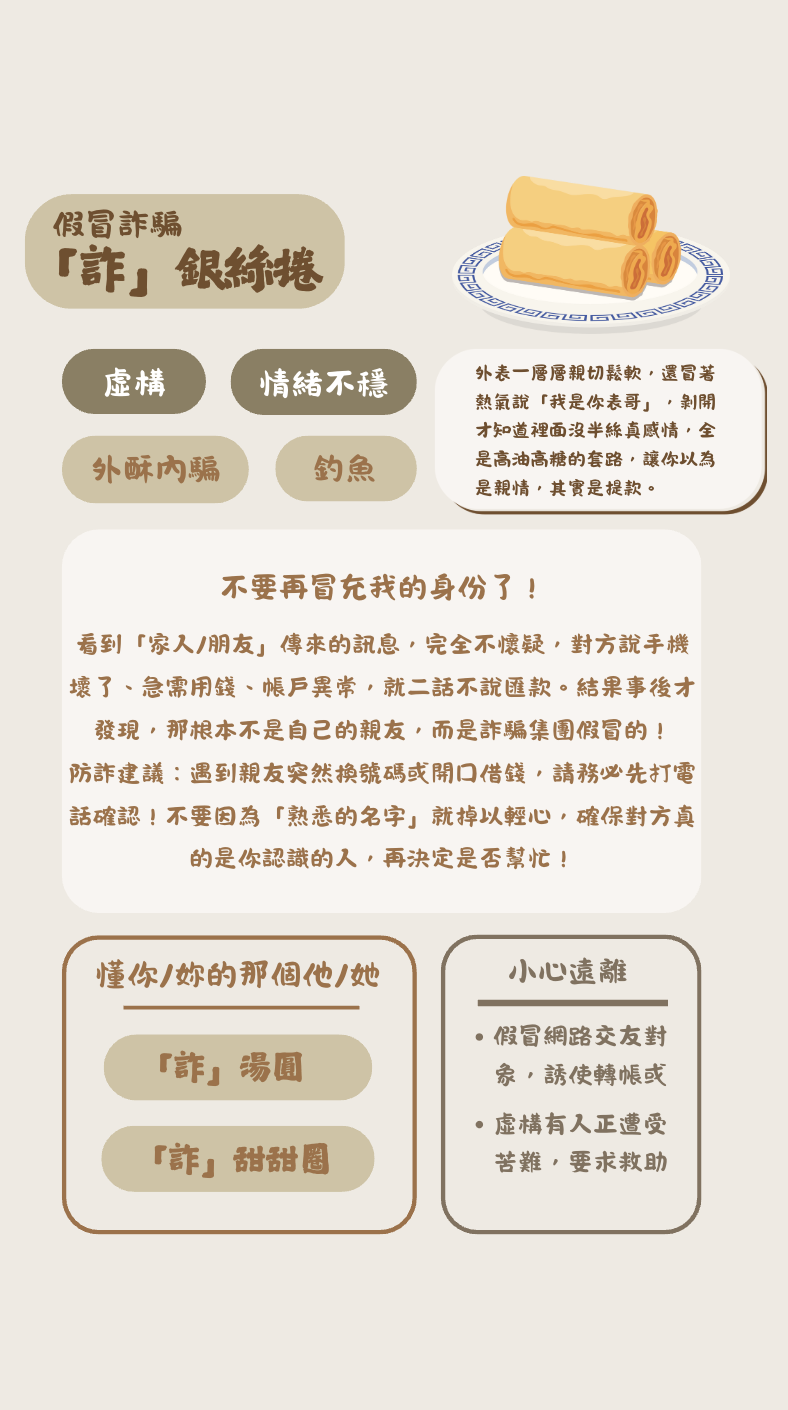 假冒詐騙
「詐」銀絲捲
虛構
情緒不穩
外酥內騙
釣魚
外表一層層親切鬆軟，還冒著
熱氣說「我是你表哥」，剝開
才知道裡面沒半絲真感情，全
是高油高糖的套路，讓你以為
是親情，其實是提款。
不要再冒充我的身份了！
看到「家人/朋友」傳來的訊息，完全不懷疑，對方說手機
壞了、急需用錢、帳戶異常，就二話不說匯款。結果事後才
發現，那根本不是自己的親友，而是詐騙集團假冒的！
防詐建議：遇到親友突然換號碼或開口借錢，請務必先打電
話確認！不要因為「熟悉的名字」就掉以輕心，確保對方真
的是你認識的人，再決定是否幫忙！
懂你/妳的那個他/她
「詐」湯圓
「詐」甜甜圈
小心遠離
• 假冒網路交友對
象，誘使轉帳或
• 虛構有人正遭受
苦難，要求救助